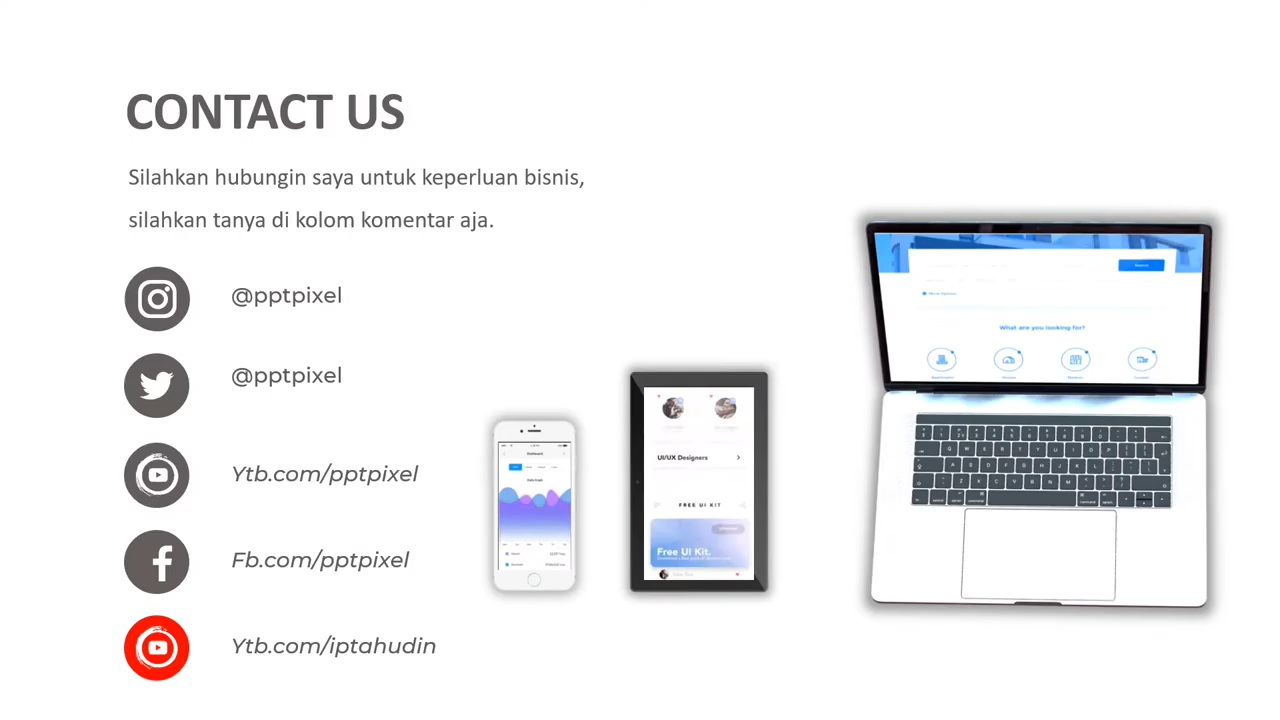 CONTACT US
Silahkan hubungin saya untuk keperluan bisnis,
silahkan tanya di kolom komentar aja.
@pptpixel
@pptpixel
Ytb.com/pptpixel
Fb.com/pptpixel
Ytb.com/iptahudin
Dashboard
UI/UX Designers
FREE UI KIT
Free UI Kit.
Search
What are you looking for?